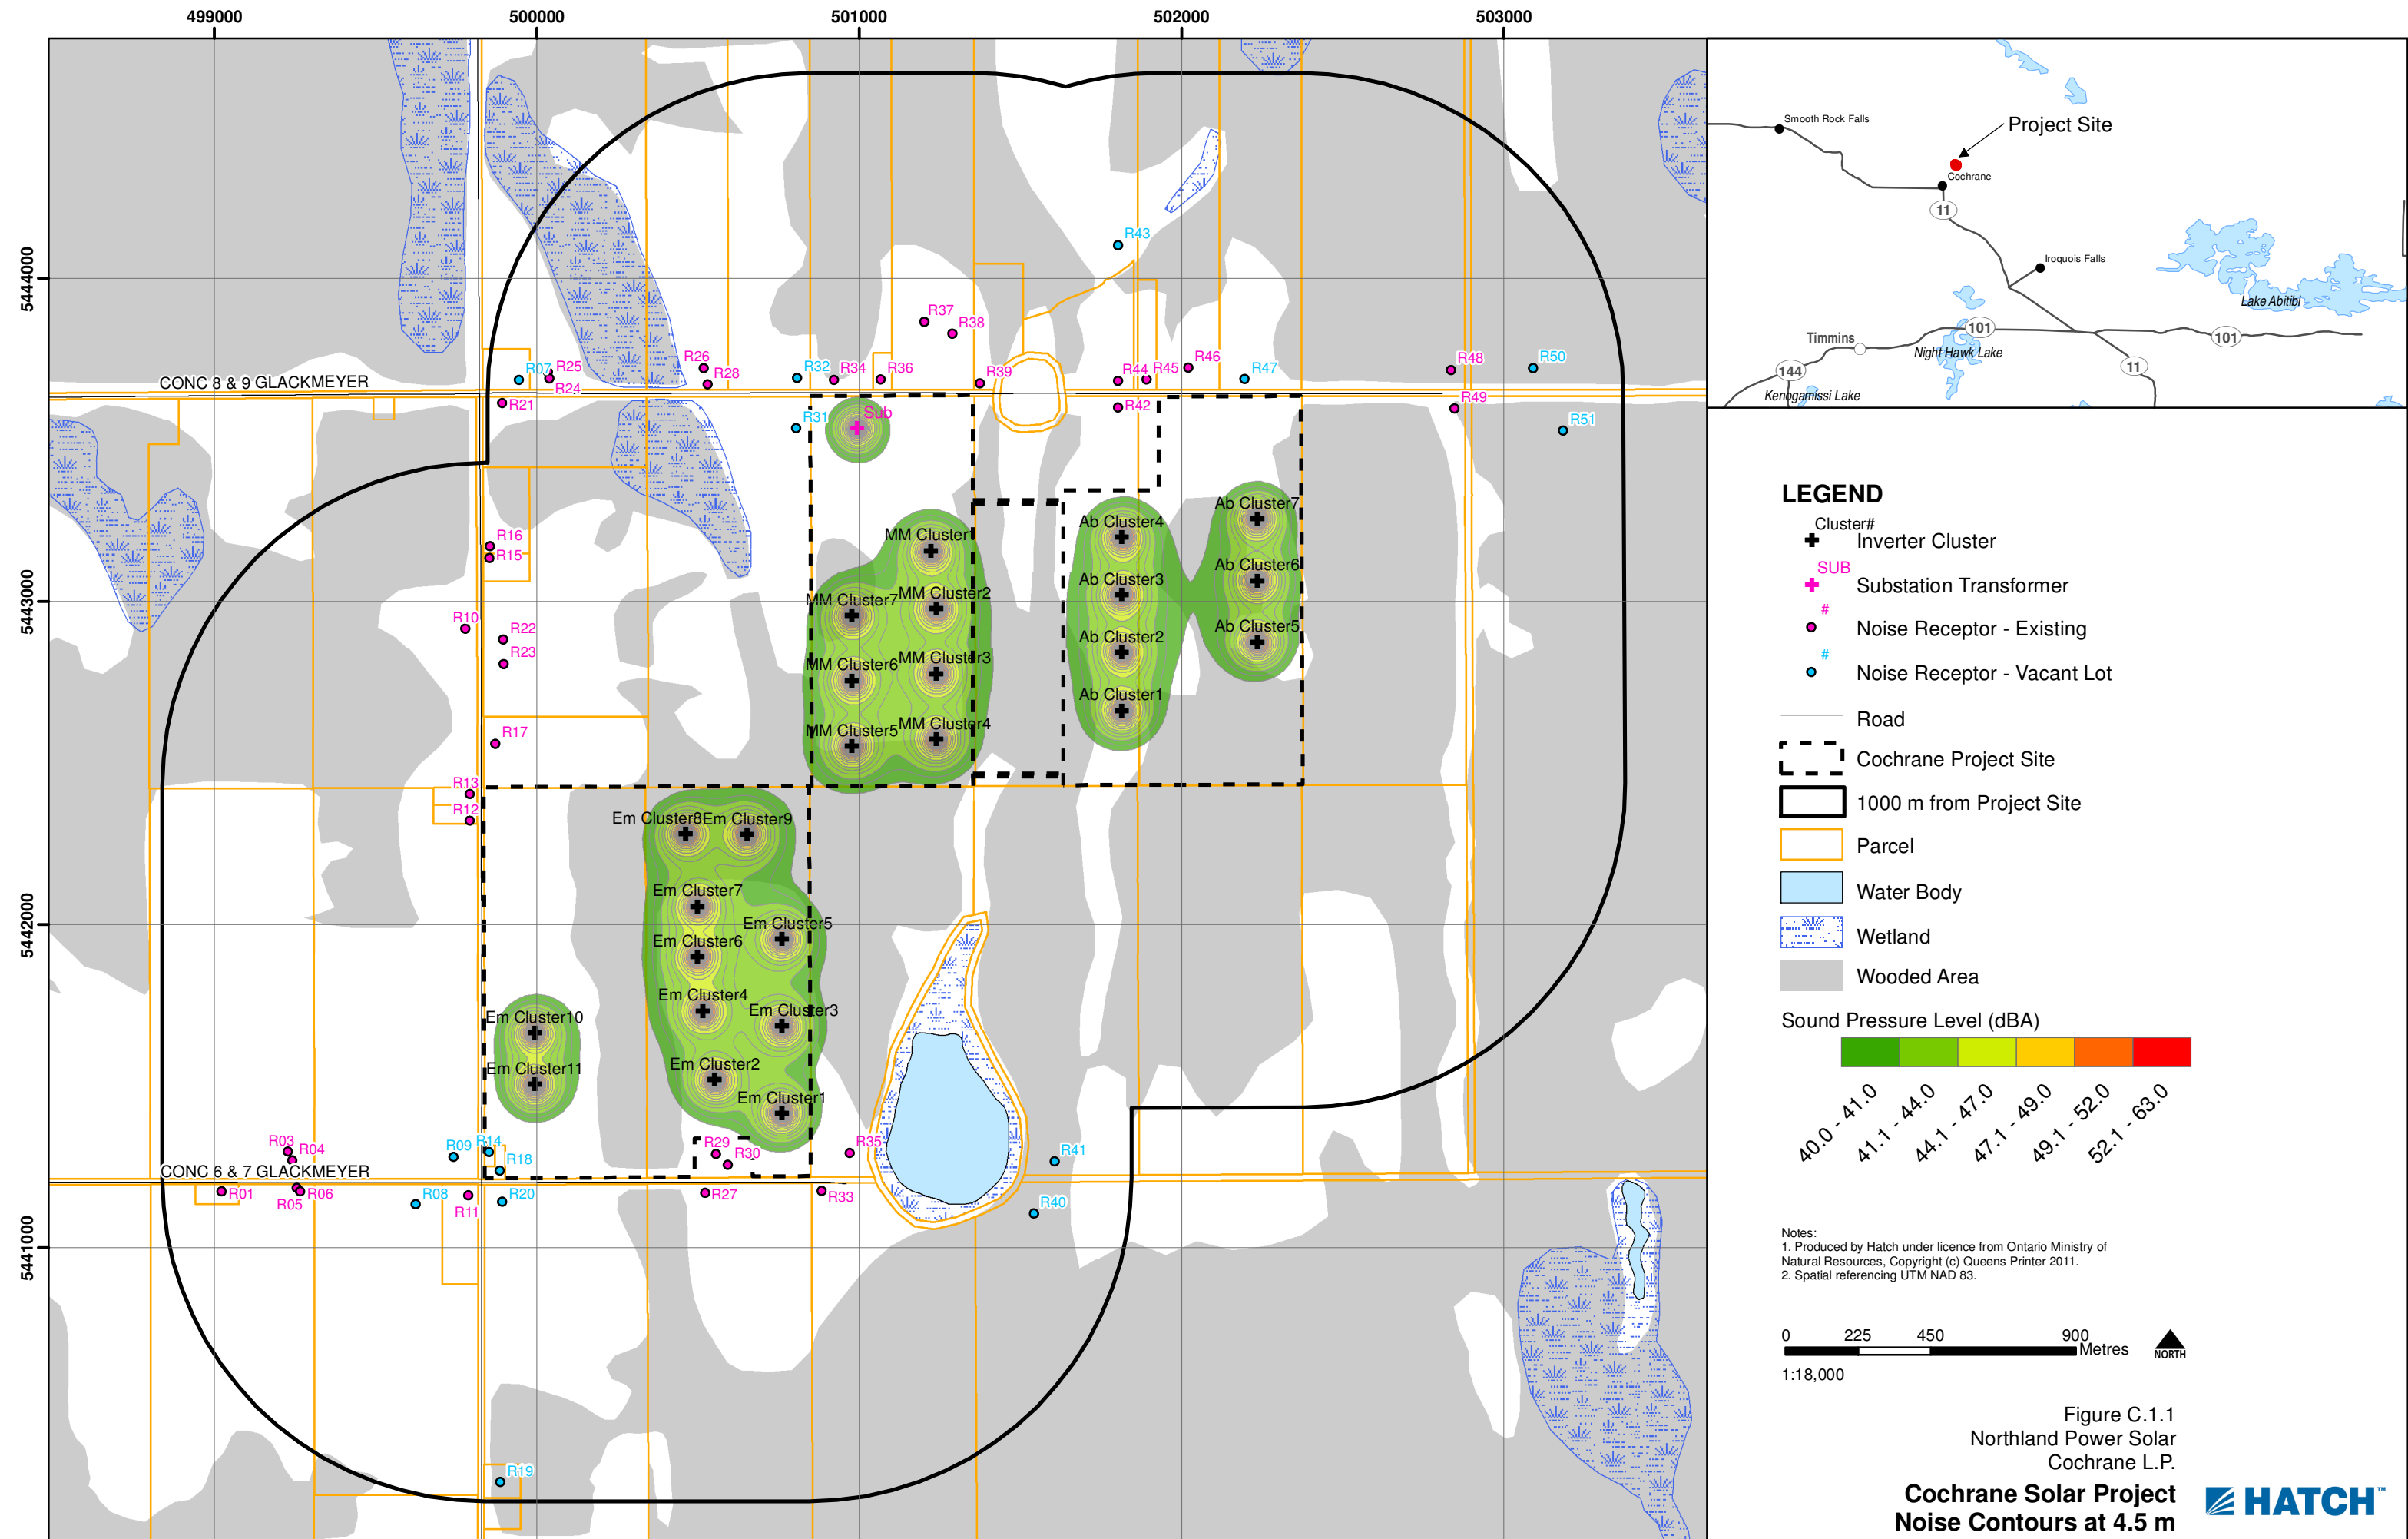 499000 500000 501000 502000 503000
5444000
5443000
5442000
5441000
R43
R37
R38
R26
R28
R32
R34
R36
R39
R44
R45
R46
R47
R48
R50
R07
R25
R24
CONC 8 & 9 GLACKMEYER
R21
R31
Sub
R42
R49
R51
R16
R15
R10
R22
R23
R17
R13
R12
MM Cluster1
MM Cluster2
MM Cluster7
MM Cluster3
MM Cluster6
MM Cluster4
MM Cluster5
Ab Cluster7
Ab Cluster4
Ab Cluster6
Ab Cluster3
Ab Cluster5
Ab Cluster2
Ab Cluster1
Em Cluster8
Em Cluster9
Em Cluster7
Em Cluster5
Em Cluster6
Em Cluster4
Em Cluster3
Em Cluster10
Em Cluster2
Em Cluster11
Em Cluster1
R03
R04
R09
R14
R18
R29
R30
R35
R41
CONC 6 & 7 GLACKMEYER
R01
R05
R06
R08
R11
R20
R27
R33
R40
R19
Smooth Rock Falls
Project Site
Cochrane
11
Iroquois Falls
Lake Abitibi
Timmins
101
Night Hawk Lake
101
144
11
Kenogamissi Lake
LEGEND
Cluster#
Inverter Cluster
SUB
Substation Transformer
#
Noise Receptor - Existing
#
Noise Receptor - Vacant Lot
Road
Cochrane Project Site
1000 m from Project Site
Parcel
Water Body
Wetland
Wooded Area
Sound Pressure Level (dBA)
40.0 - 41.0
41.1 - 44.0
44.1 - 47.0
47.1 - 49.0
49.1 - 52.0
52.1 - 63.0
Notes:
1. Produced by Hatch under licence from Ontario Ministry of
Natural Resources, Copyright (c) Queens Printer 2011.
2. Spatial referencing UTM NAD 83.
0 225 450 900
Metres
NORTH
1:18,000
Figure C.1.1
Northland Power Solar
Cochrane L.P.
Cochrane Solar Project
Noise Contours at 4.5 m
HATCH™